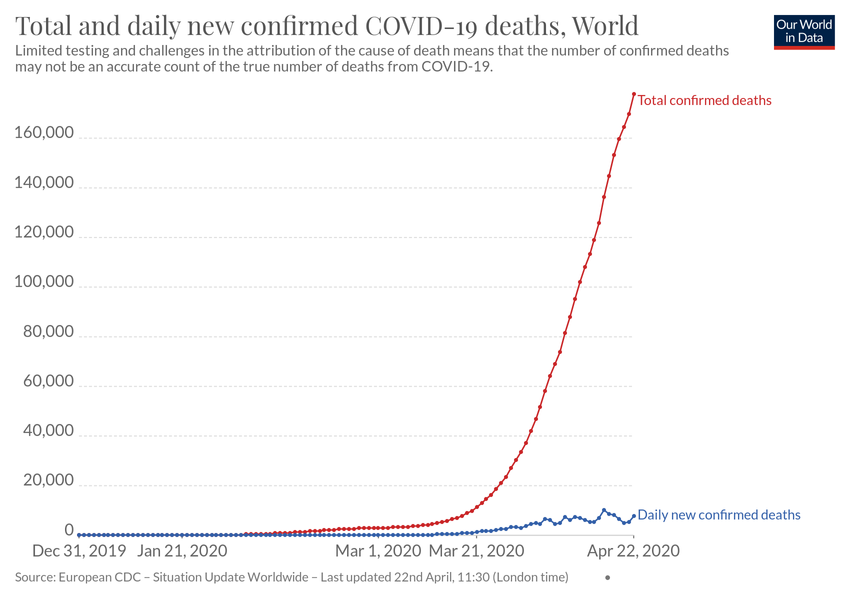 Total and daily new confirmed COVID-19 deaths, World
Our World
in Data
Limited testing and challenges in the attribution of the cause of death means that the number of confirmed deaths
may not be an accurate count of the true number of deaths from COVID-19.
Total confirmed deaths
160,000
140,000
120,000
100,000
80,000
60,000
40,000
20,000
Daily new confirmed deaths
0
Dec 31, 2019 Jan 21, 2020 Mar 1, 2020 Mar 21, 2020 Apr 22, 2020
Source: European CDC – Situation Update Worldwide – Last updated 22nd April, 11:30 (London time)